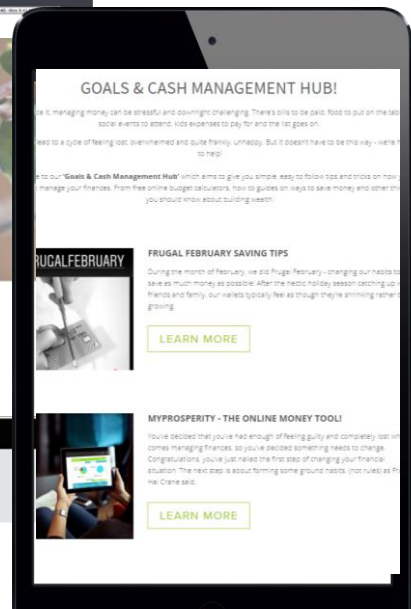 GOALS & CASH MANAGEMENT HUB!
it, managing money can be stressful and downright challenging. There's bills to be paid, food to put on the
social events to attend, kids expenses to pay for and the list goes on.
lead to a cycle of feeling lost, overwhelmed and quite frankly, unhappy. But it doesn't have to be this way - we're
to help!
to our 'Goals & Cash Management Hub' which aims to give you simple, easy to follow tips and tricks on how
manage your finances. From free online budget calculators, how to guides on ways to save money and other
you should know about building wealth.
FEBRUARY
FRUGAL FEBRUARY SAVING TIPS
During the month of February, we did Frugal February - changing our habits to
save as much money as possible! After the hectic holiday season catching up
friends and family, our wallets typically feel as though they're shrinking rather
growing.
LEARN MORE
MYPROSPERITY - THE ONLINE MONEY TOOL!
You've decided that you've had enough of feeling guilty and completely lost
comes managing finances, so you've decided something needs to change.
Congratulations, you've just nailed the first step of changing your financial
situation. The next step is about forming some ground habits, (not rules) as
Hai Crane said.
LEARN MORE